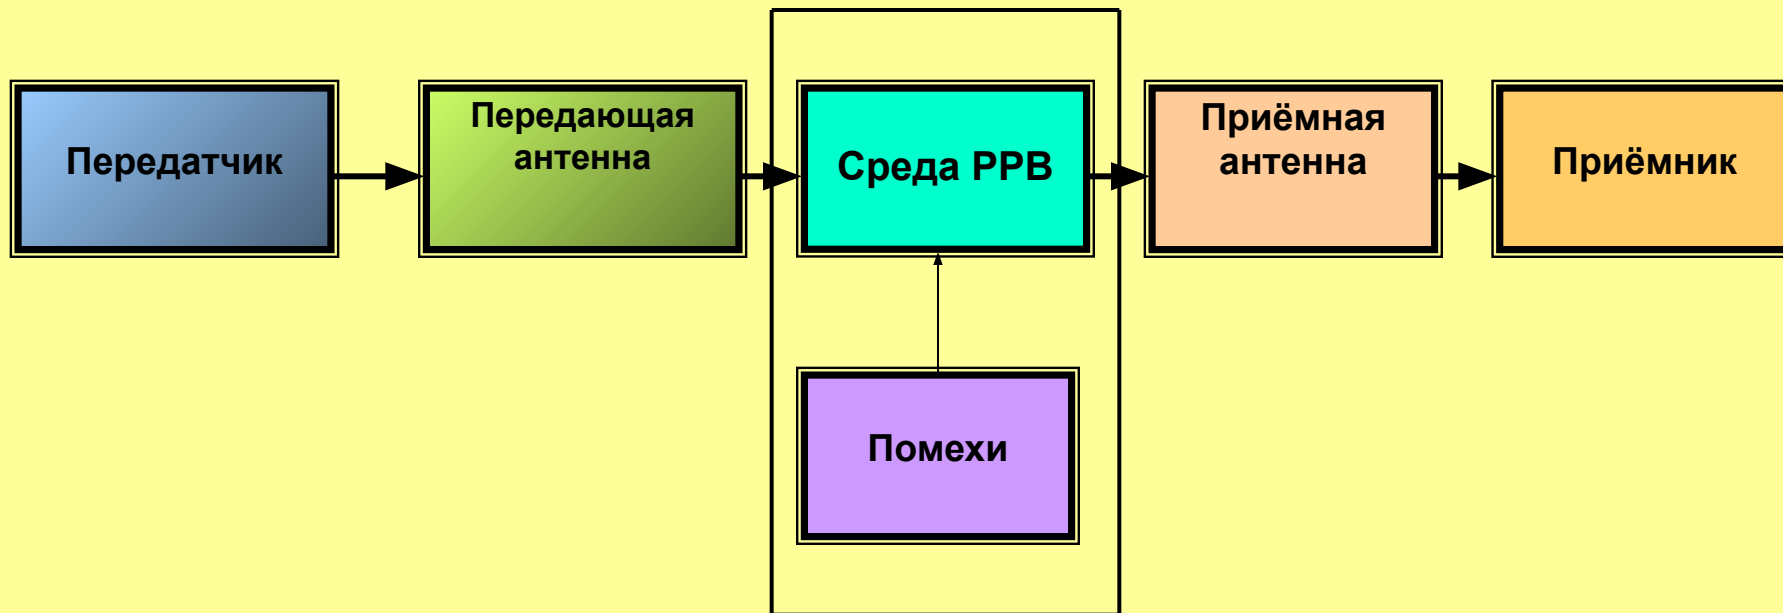 Передатчик
Передающая
антенна
Среда РРВ
Приёмная
антенна
Приёмник
Помехи